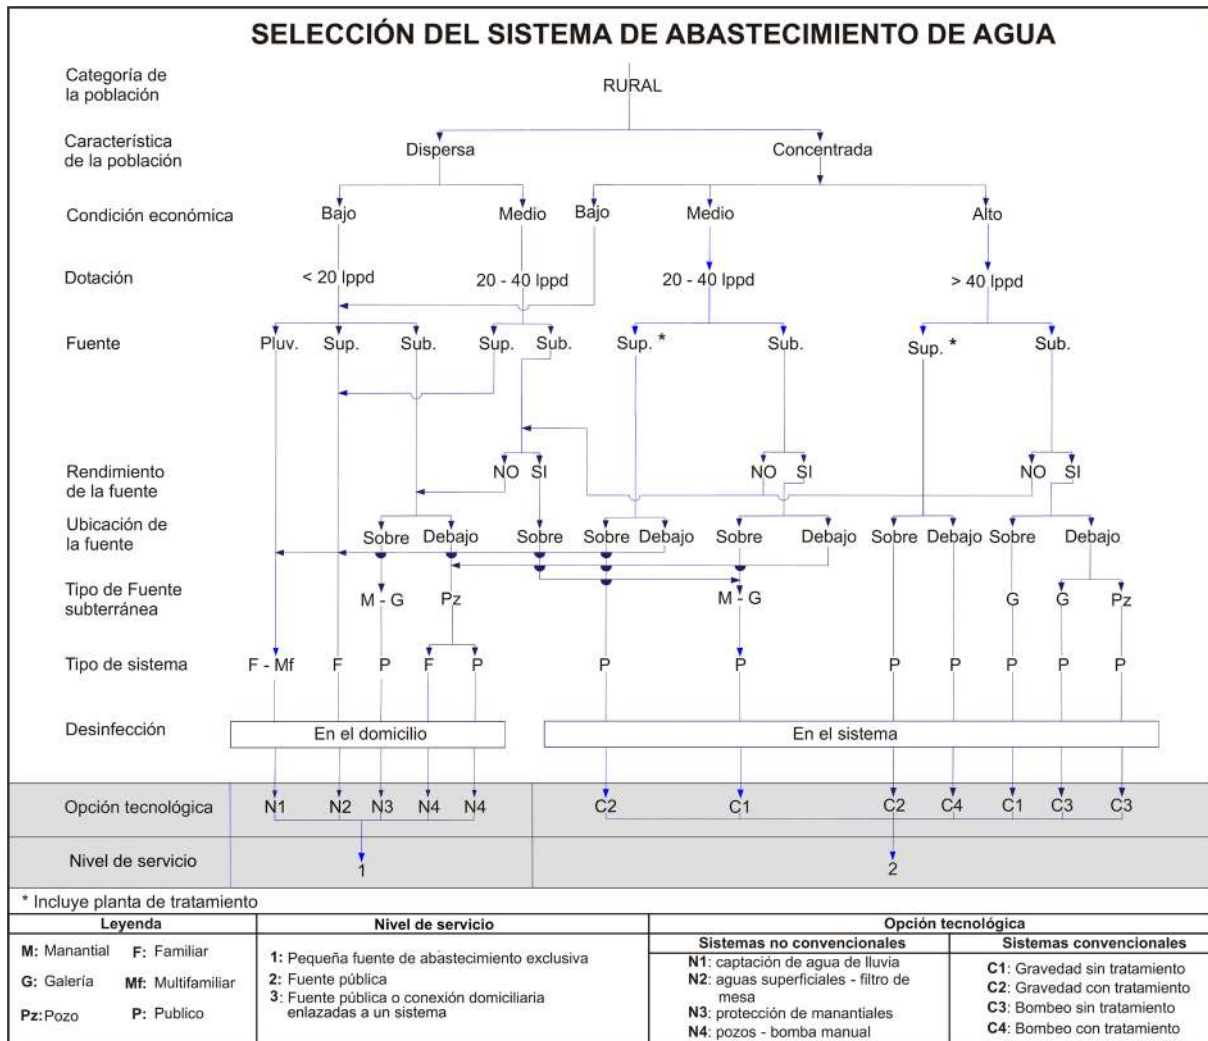 SELECCIÓN DEL SISTEMA DE ABASTECIMIENTO DE AGUA
Categoría de
la población
RURAL
Característica
de la población
Dispersa
Concentrada
Condición económica
Bajo
Medio
Bajo
Medio
Alto
Dotación
< 20 lppd
20 - 40 lppd
20 - 40 lppd
> 40 lppd
Fuente
Pluv.
Sup.
Sub.
Sup.
Sub.
Sup. *
Sub.
Sup. *
Sub.
Rendimiento
de la fuente
NO
SI
NO
SI
NO
SI
Ubicación de
la fuente
Sobre
Debajo
Sobre
Sobre
Debajo
Sobre
Debajo
Sobre
Debajo
Sobre
Debajo
Tipo de Fuente
subterránea
M - G
Pz
M - G
G
G
Pz
Tipo de sistema
F - Mf
F
P
F
P
P
P
P
P
P
P
P
Desinfección
En el domicilio
En el sistema
Opción tecnológica
N1
N2
N3
N4
N4
C2
C1
C2
C4
C1
C3
C3
Nivel de servicio
1
2
* Incluye planta de tratamiento
Leyenda
M: Manantial
F: Familiar
G: Galería
Mf: Multifamiliar
Pz:Pozo
P: Publico
Nivel de servicio
1: Pequeña fuente de abastecimiento exclusiva
2: Fuente pública
3: Fuente pública o conexión domiciliaria
enlazadas a un sistema
Opción tecnológica
Sistemas no convencionales
N1: captación de agua de lluvia
N2: aguas superficiales - filtro de
mesa
N3: protección de manantiales
N4: pozos - bomba manual
Sistemas convencionales
C1: Gravedad sin tratamiento
C2: Gravedad con tratamiento
C3: Bombeo sin tratamiento
C4: Bombeo con tratamiento